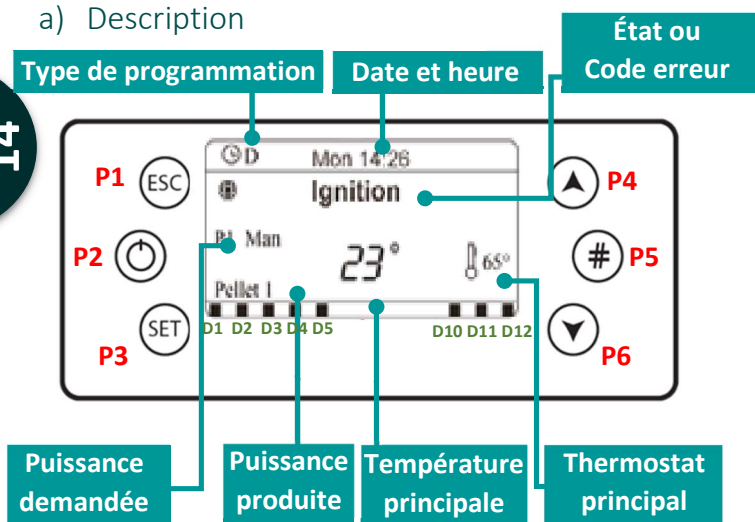 a) Description
État ou
Code erreur
Type de programmation
Date et heure
14
D Mon 14:26
P1 ESC
Ignition
P4
P2
P1 Man
23°
65°
# P5
Pellet 1
P3 SET
D1 D2 D3 D4 D5
D10 D11 D12
P6
Puissance
demandée
Puissance
produite
Température
principale
Thermostat
principal